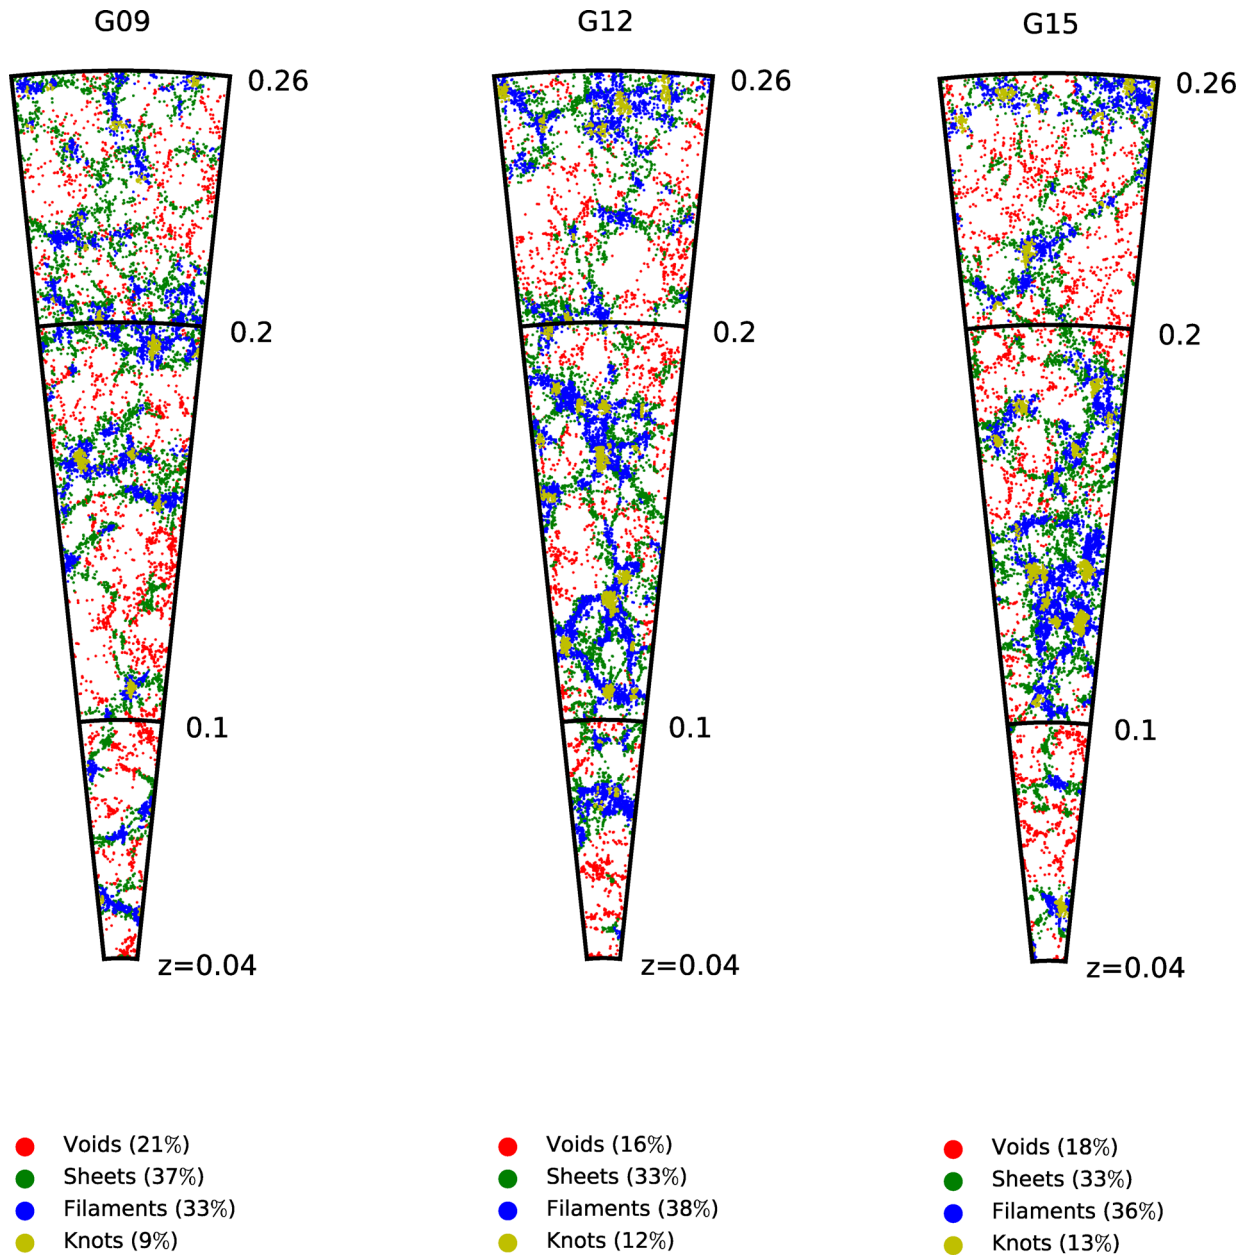 G09
G12
G15
0.26
0.26
0.26
0.2
0.2
0.2
0.1
0.1
0.1
z=0.04
z=0.04
z=0.04
Voids (21%)
Sheets (37%)
Filaments (33%)
Knots (9%)
Voids (16%)
Sheets (33%)
Filaments (38%)
Knots (12%)
Voids (18%)
Sheets (33%)
Filaments (36%)
Knots (13%)